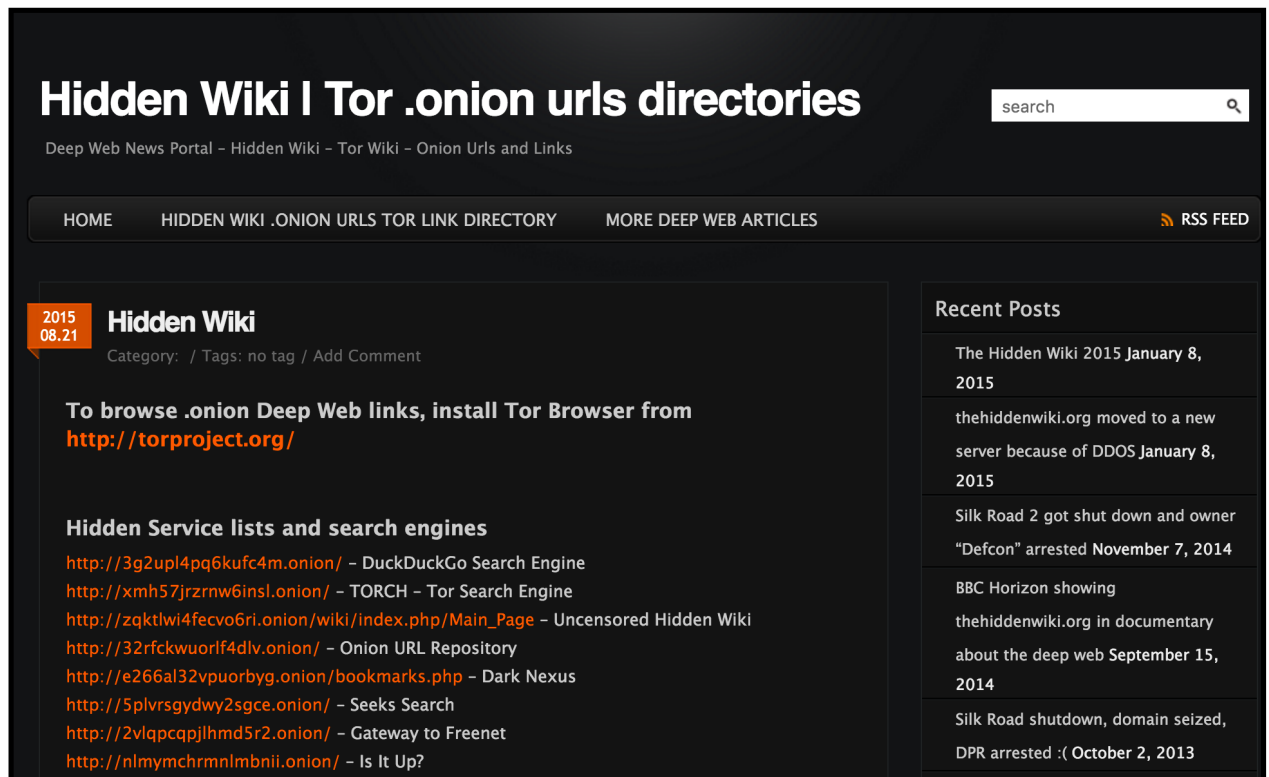 Hidden Wiki | Tor .onion urls directories
search
Deep Web News Portal – Hidden Wiki – Tor Wiki – Onion Urls and Links
HOME
HIDDEN WIKI .ONION URLS TOR LINK DIRECTORY
MORE DEEP WEB ARTICLES
RSS FEED
2015
08.21
Hidden Wiki
Category: / Tags: no tag / Add Comment
To browse .onion Deep Web links, install Tor Browser from
http://torproject.org/
Hidden Service lists and search engines
http://3g2upl4pq6kufc4m.onion/ – DuckDuckGo Search Engine
http://xmh57jrzrnw6insl.onion/ – TORCH – Tor Search Engine
http://zqktlwi4fecvo6ri.onion/wiki/index.php/Main_Page – Uncensored Hidden Wiki
http://32rfckwuorlf4dlv.onion/ – Onion URL Repository
http://e266al32vpuorbyg.onion/bookmarks.php – Dark Nexus
http://5plvrsgydwy2sgce.onion/ – Seeks Search
http://2vlqpcqpjlhmd5r2.onion/ – Gateway to Freenet
http://nlmymchrmnlmbnii.onion/ – Is It Up?
Recent Posts
The Hidden Wiki 2015 January 8,
2015
thehiddenwiki.org moved to a new
server because of DDOS January 8,
2015
Silk Road 2 got shut down and owner
“Defcon” arrested November 7, 2014
BBC Horizon showing
thehiddenwiki.org in documentary
about the deep web September 15,
2014
Silk Road shutdown, domain seized,
DPR arrested :( October 2, 2013